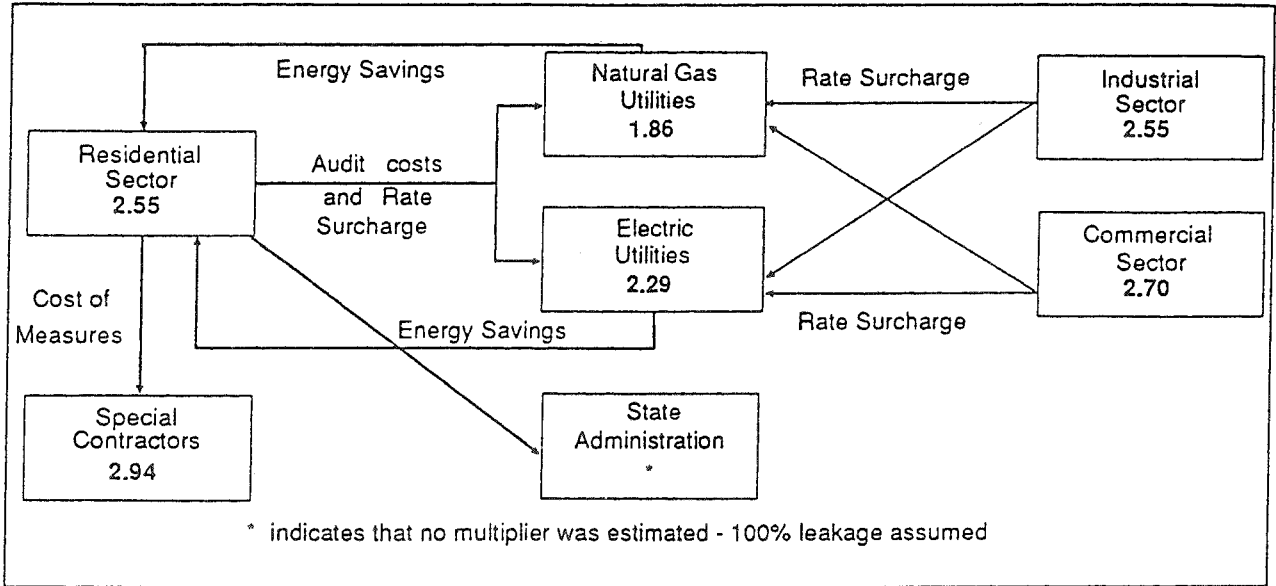 Energy Savings
Natural Gas
Utilities
1.86
Rate Surcharge
Industrial
Sector
2.55
Residential
Sector
2.55
Audit costs
and Rate
Surcharge
Electric
Utilities
2.29
Commercial
Sector
2.70
Cost of
Measures
Energy Savings
Rate Surcharge
Special
Contractors
2.94
State
Administration
*
* indicates that no multiplier was estimated - 100% leakage assumed